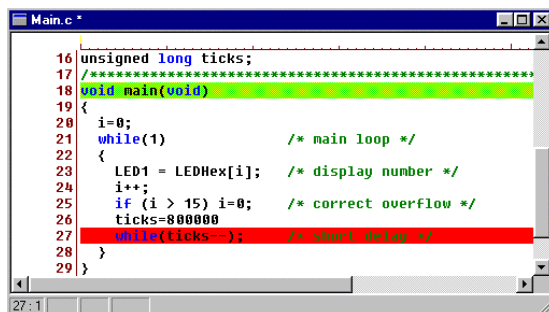 Main.c *
16 unsigned long ticks;
17 /****************************************************
18 void main(void)
19 {
20 i=0;
21 while(1) /* main loop */
22 {
23 LED1 = LEDHex[i]; /* display number */
24 i++;
25 if (i > 15) i=0; /* correct overflow */
26 ticks=800000
27 while(ticks--); /* short delay */
28 }
29 }
27:1